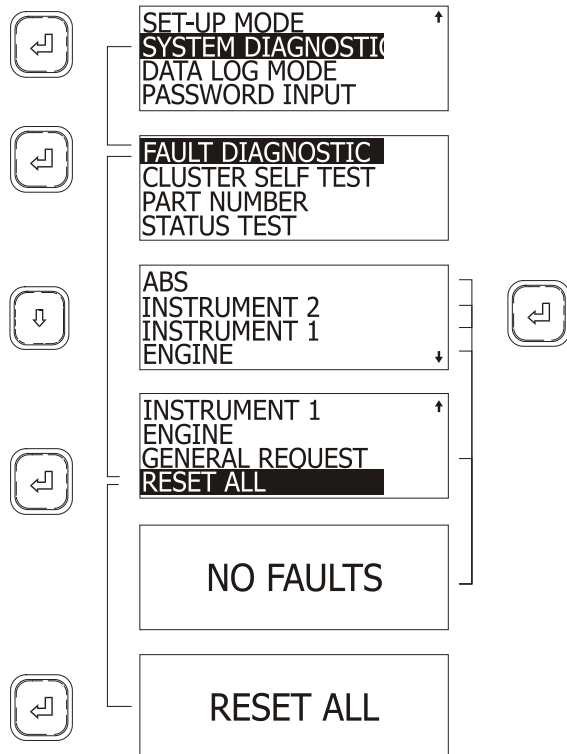 SET-UP MODE
SYSTEM DIAGNOSTIC
DATA LOG MODE
PASSWORD INPUT
FAULT DIAGNOSTIC
CLUSTER SELF TEST
PART NUMBER
STATUS TEST
ABS
INSTRUMENT 2
INSTRUMENT 1
ENGINE
INSTRUMENT 1
ENGINE
GENERAL REQUEST
RESET ALL
NO FAULTS
RESET ALL